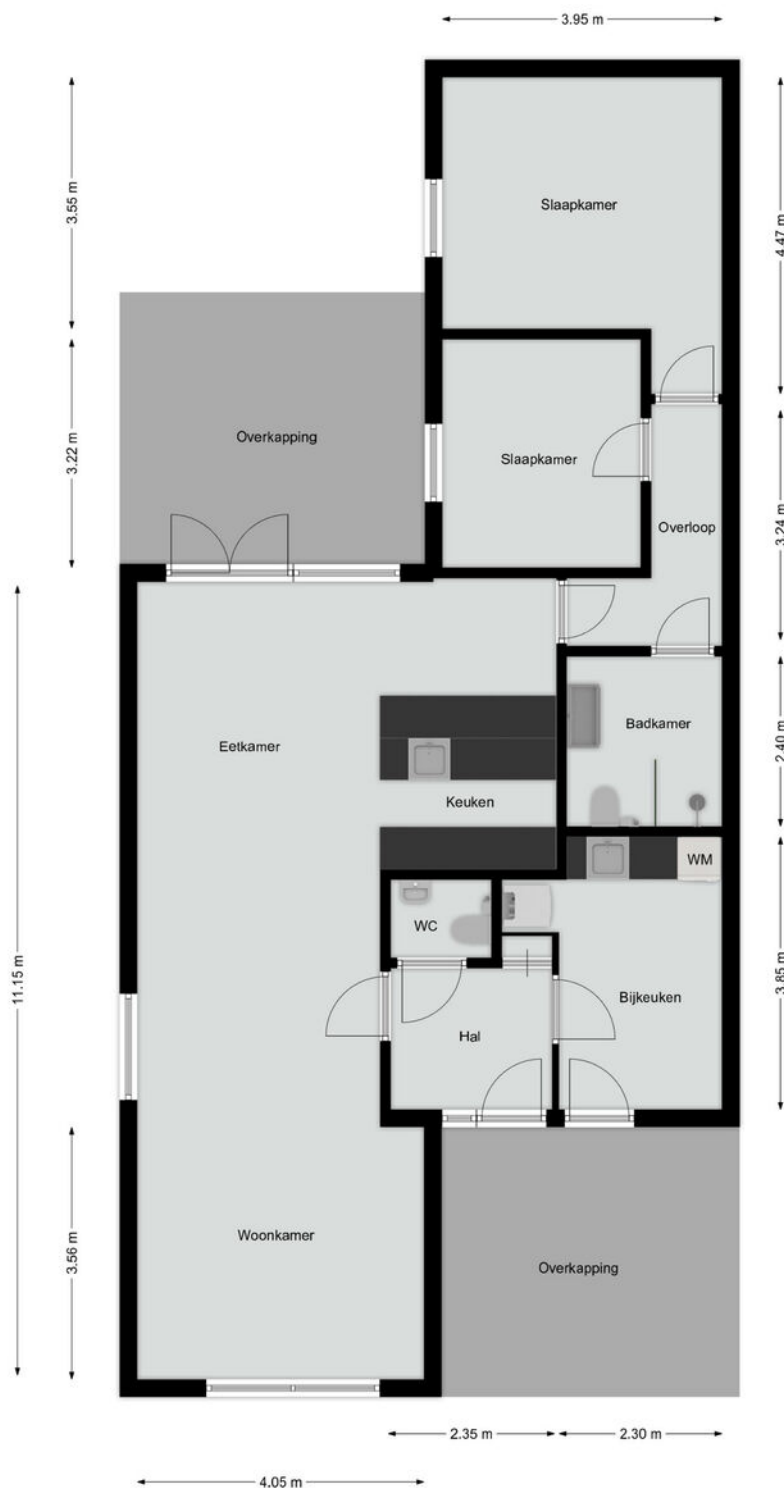 3.95 m
3.55 m
4.47 m
Slaapkamer
3.22 m
Overkapping
Slaapkamer
3.24 m
Overloop
Badkamer
2.40 m
Eetkamer
Keuken
WM
WC
3.85 m
11.15 m
Bijkeuken
Hal
3.56 m
Woonkamer
Overkapping
2.35 m
2.30 m
4.05 m